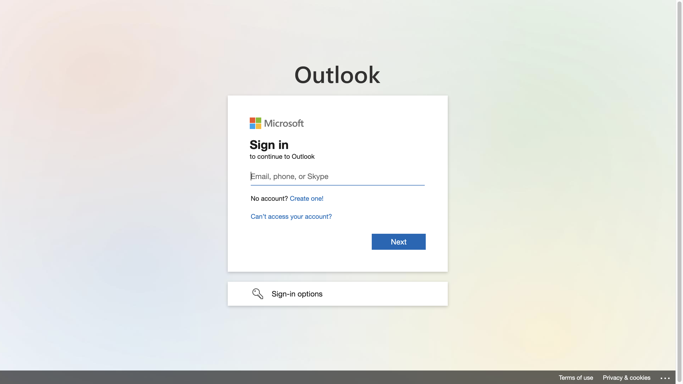 Outlook
Microsoft
Sign in
to continue to Outlook
Email, phone, or Skype
No account? Create one!
Can't access your account?
Next
Sign-in options
Terms of use Privacy & cookies ...